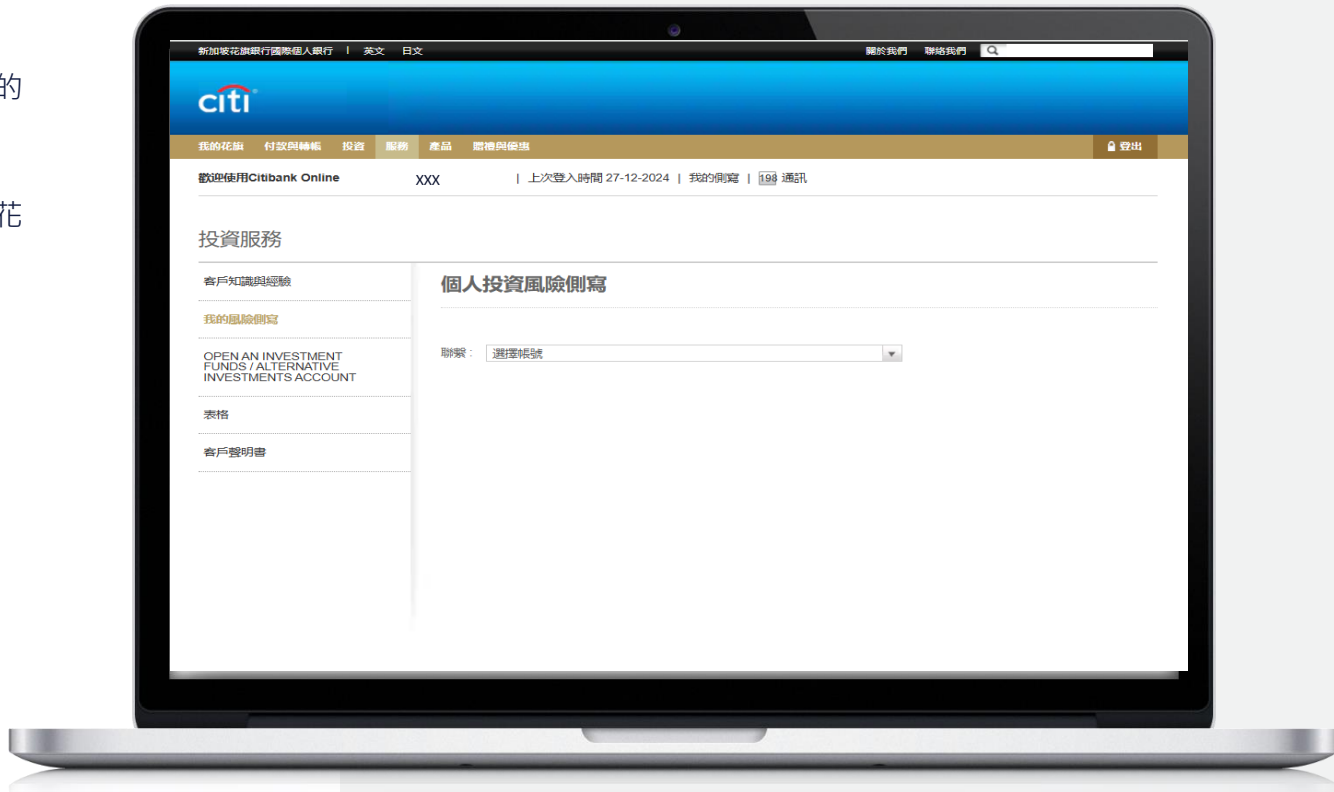 的
花
新加坡花旗銀行國際個人銀行 | 英文 日文 關於我們 聯絡我們
citi
我的花旗 付款與轉帳 投資 服務 產品 贈禮與優惠 登出
歡迎使用Citibank Online XXX | 上次登入時間 27-12-2024 | 我的側寫 | 198 通訊
投資服務
客戶知識與經驗
我的風險側寫
OPEN AN INVESTMENT
FUNDS / ALTERNATIVE
INVESTMENTS ACCOUNT
表格
客戶聲明書
個人投資風險側寫
聯繫 : 選擇帳號